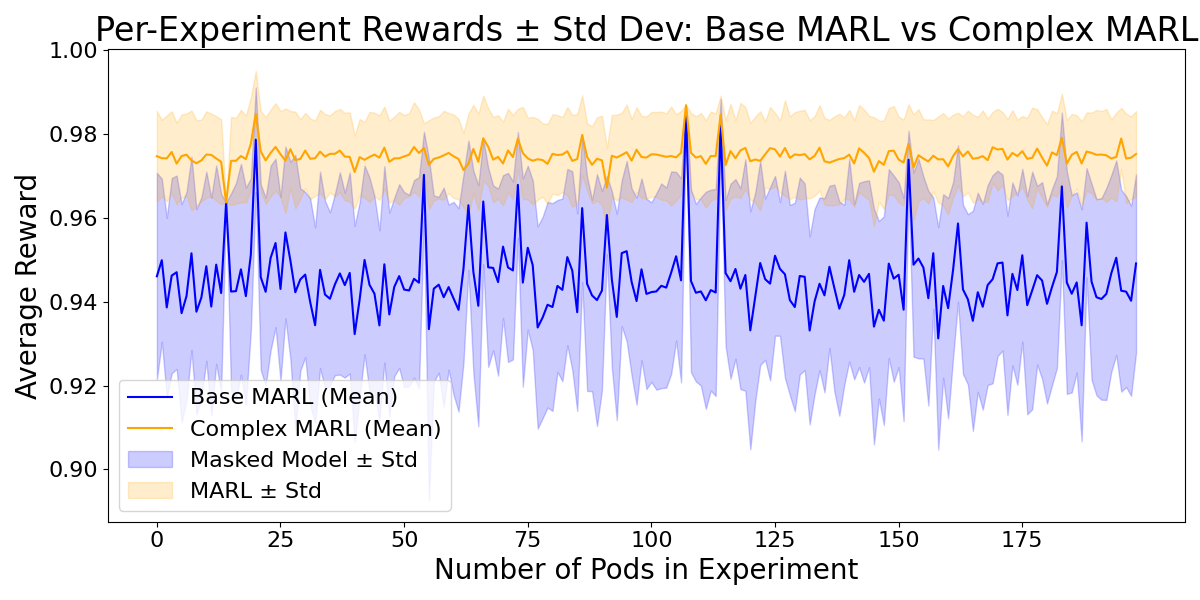 Per-Experiment Rewards ± Std Dev: Base MARL vs Complex MARL
Average Reward
1.00
0.98
0.96
0.94
0.92
0.90
Base MARL (Mean)
Complex MARL (Mean)
Masked Model ± Std
MARL ± Std
0 25 50 75 100 125 150 175
Number of Pods in Experiment